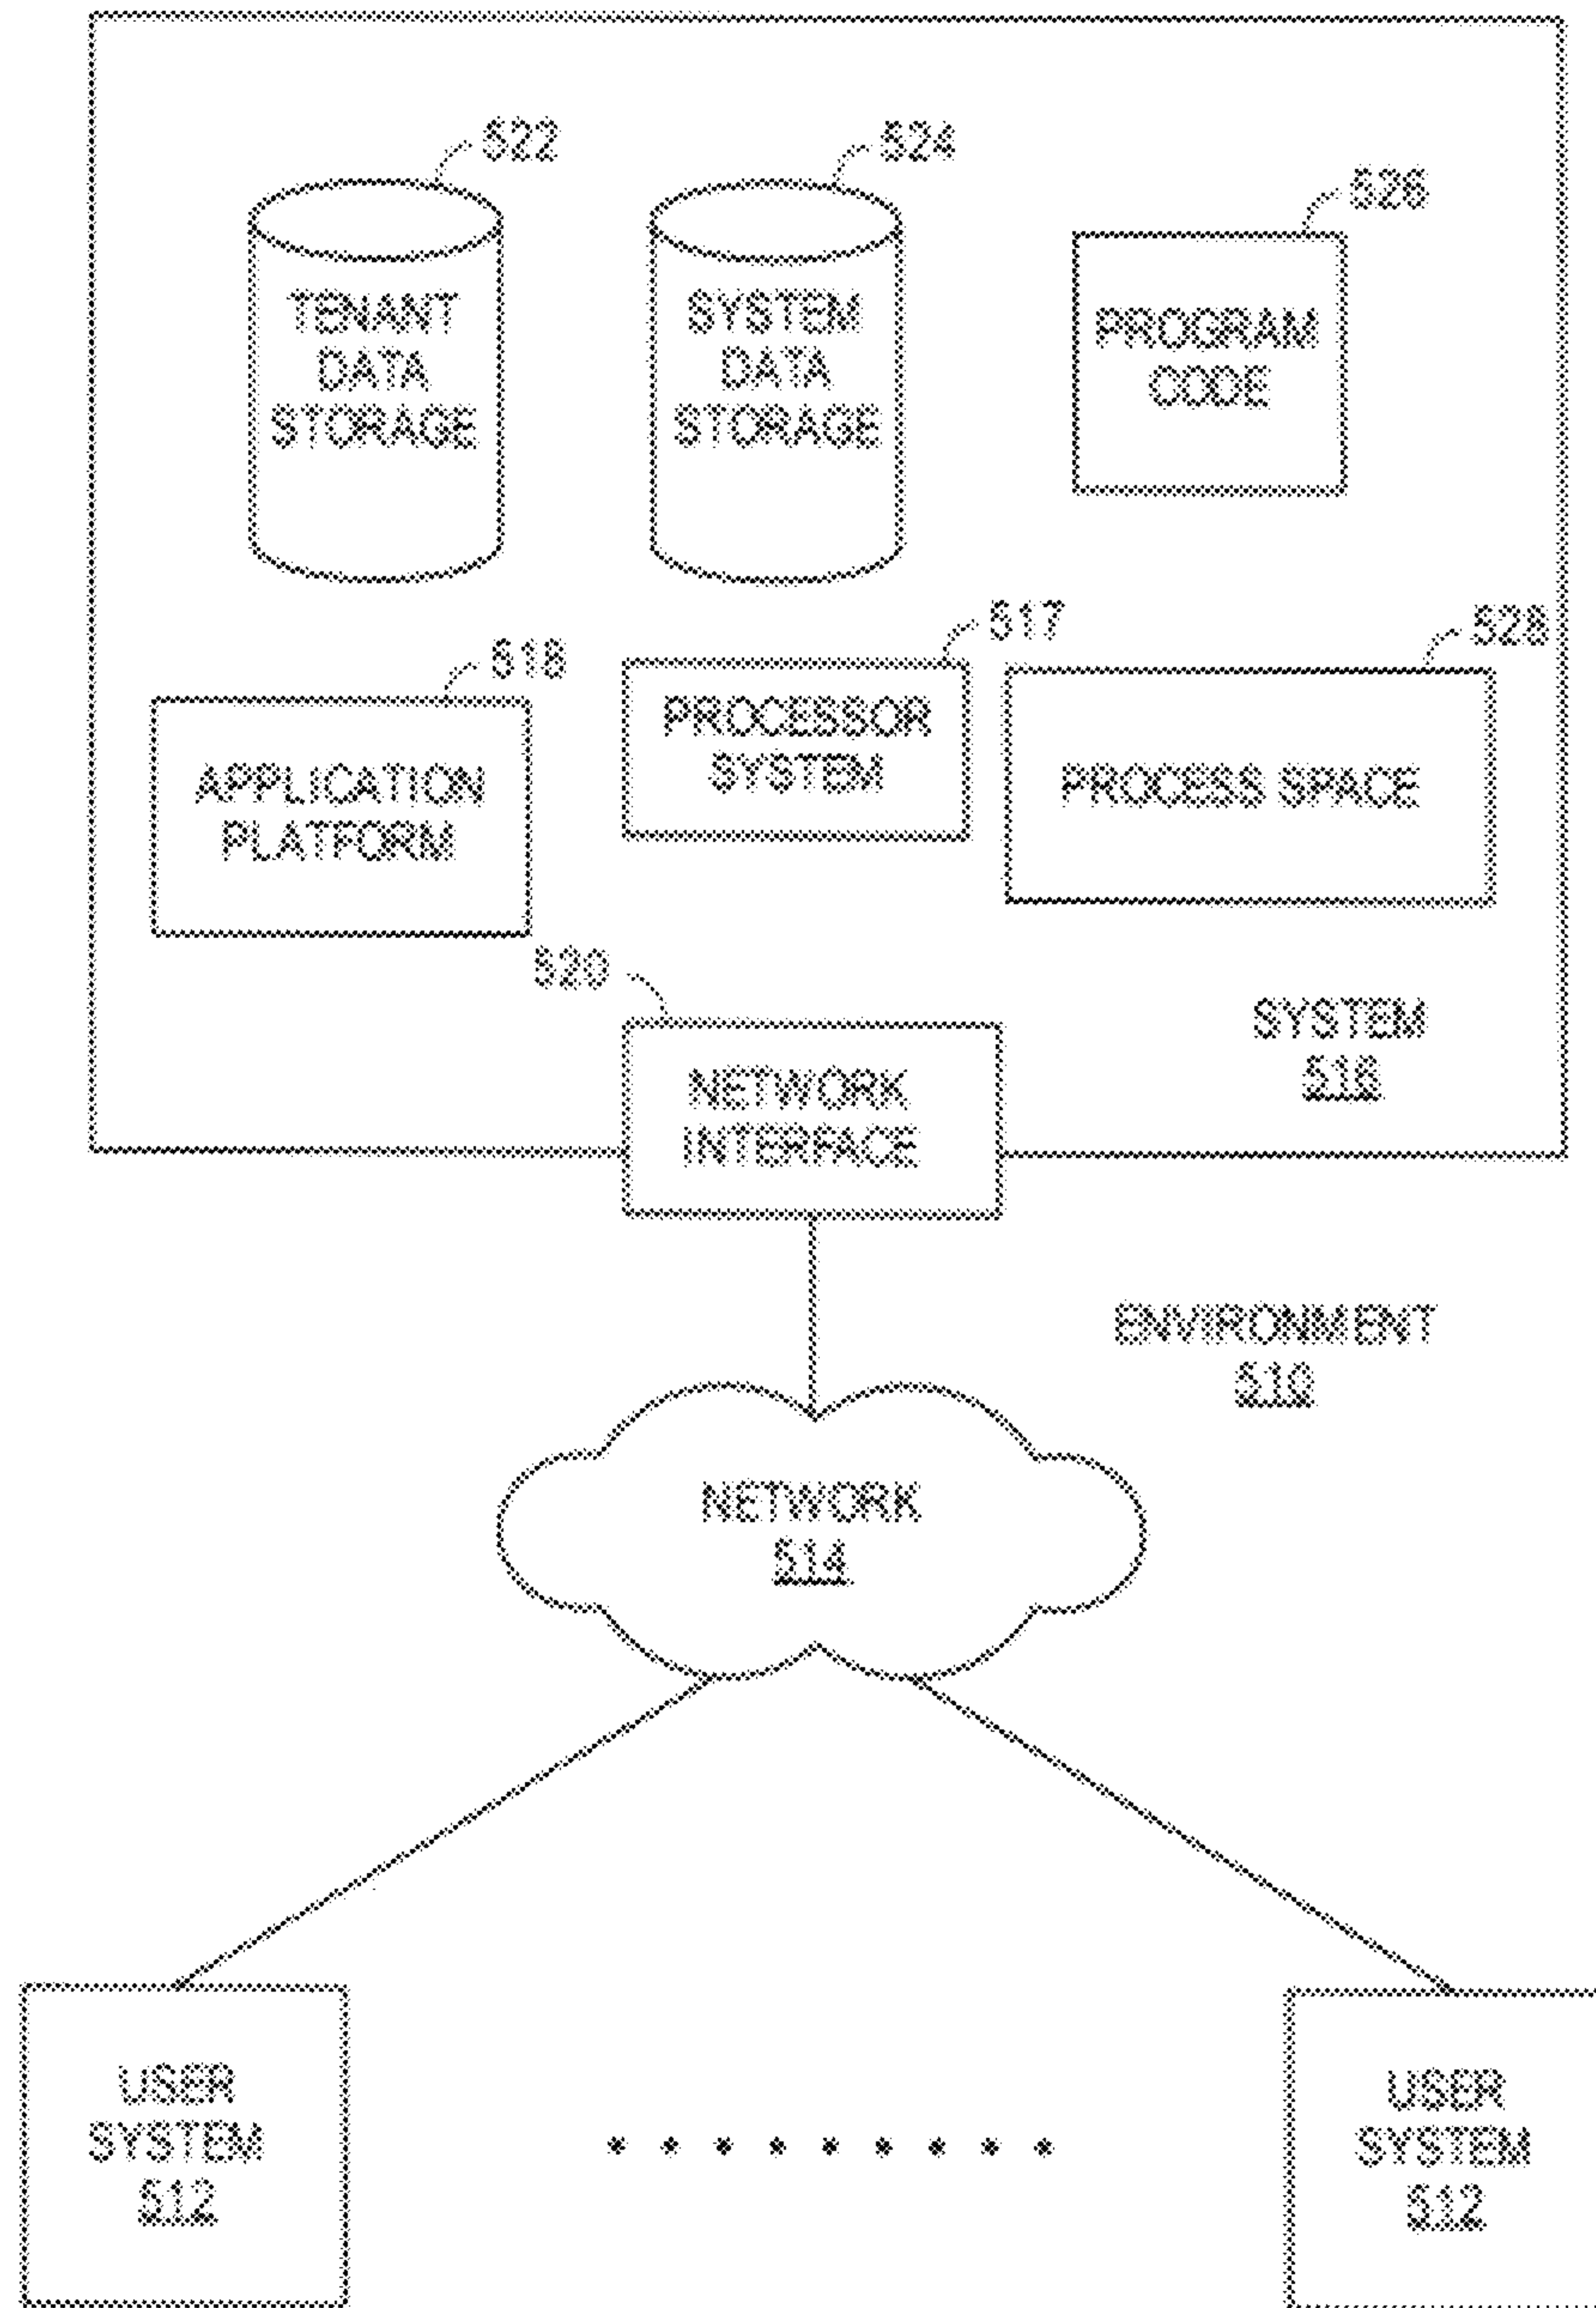 522
524
526
TENANT
DATA
STORAGE
SYSTEM
DATA
STORAGE
PROGRAM
CODE
518
517
528
APPLICATION
PLATFORM
PROCESSOR
SYSTEM
PROCESS SPACE
520
NETWORK
INTERFACE
SYSTEM
516
ENVIRONMENT
510
NETWORK
514
USER
SYSTEM
512
USER
SYSTEM
512